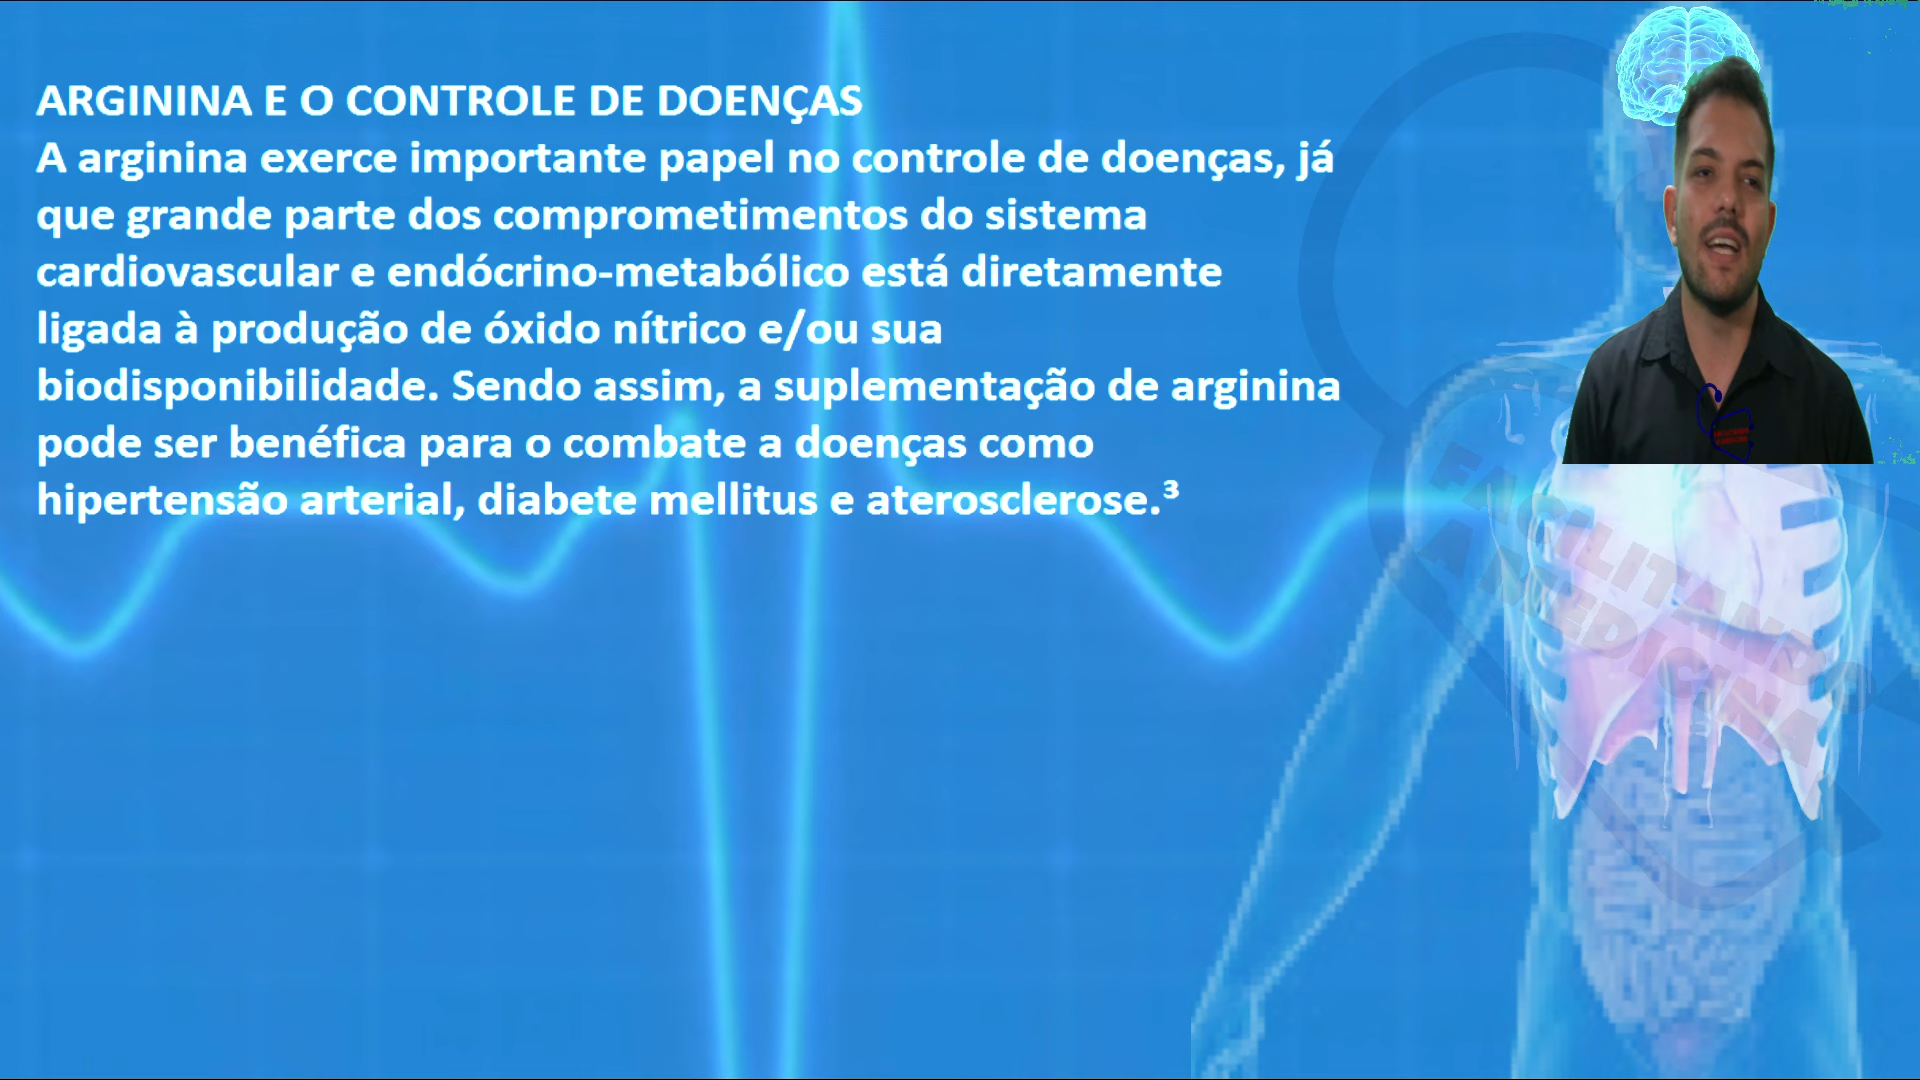 ARGININA E O CONTROLE DE DOENÇAS
A arginina exerce importante papel no controle de doenças, já
que grande parte dos comprometimentos do sistema
cardiovascular e endócrino-metabólico está diretamente
ligada à produção de óxido nítrico e/ou sua
biodisponibilidade. Sendo assim, a suplementação de arginina
pode ser benéfica para o combate a doenças como
hipertensão arterial, diabete mellitus e aterosclerose.³
FACILITANDO
A MEDICINA